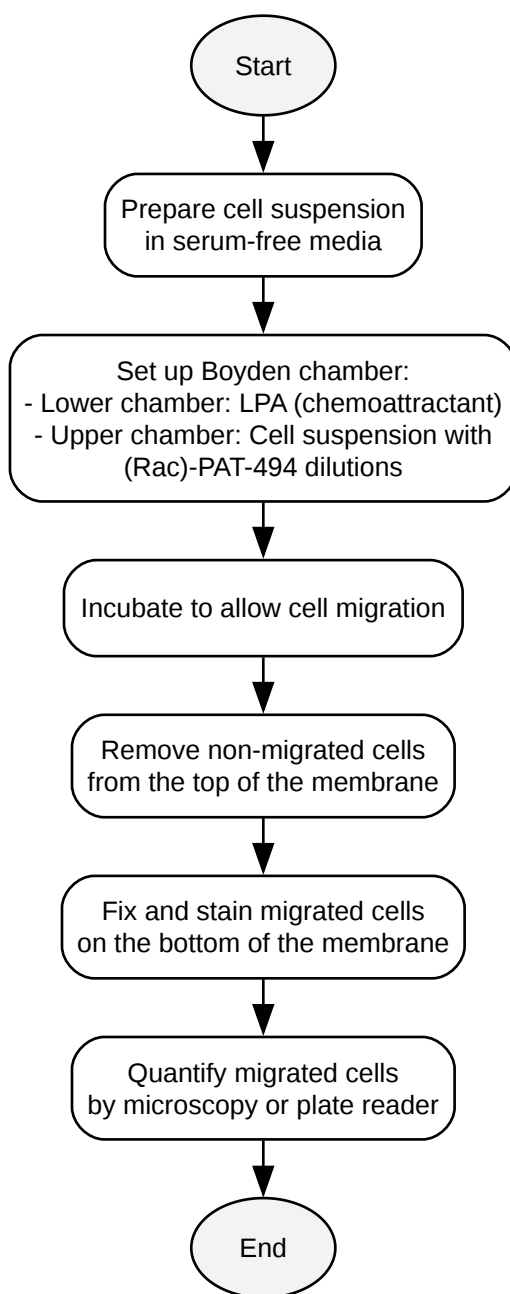 Start
Prepare cell suspension
in serum-free media
Set up Boyden chamber:
- Lower chamber: LPA (chemoattractant)
- Upper chamber: Cell suspension with
(Rac)-PAT-494 dilutions
Incubate to allow cell migration
Remove non-migrated cells
from the top of the membrane
Fix and stain migrated cells
on the bottom of the membrane
Quantify migrated cells
by microscopy or plate reader
End